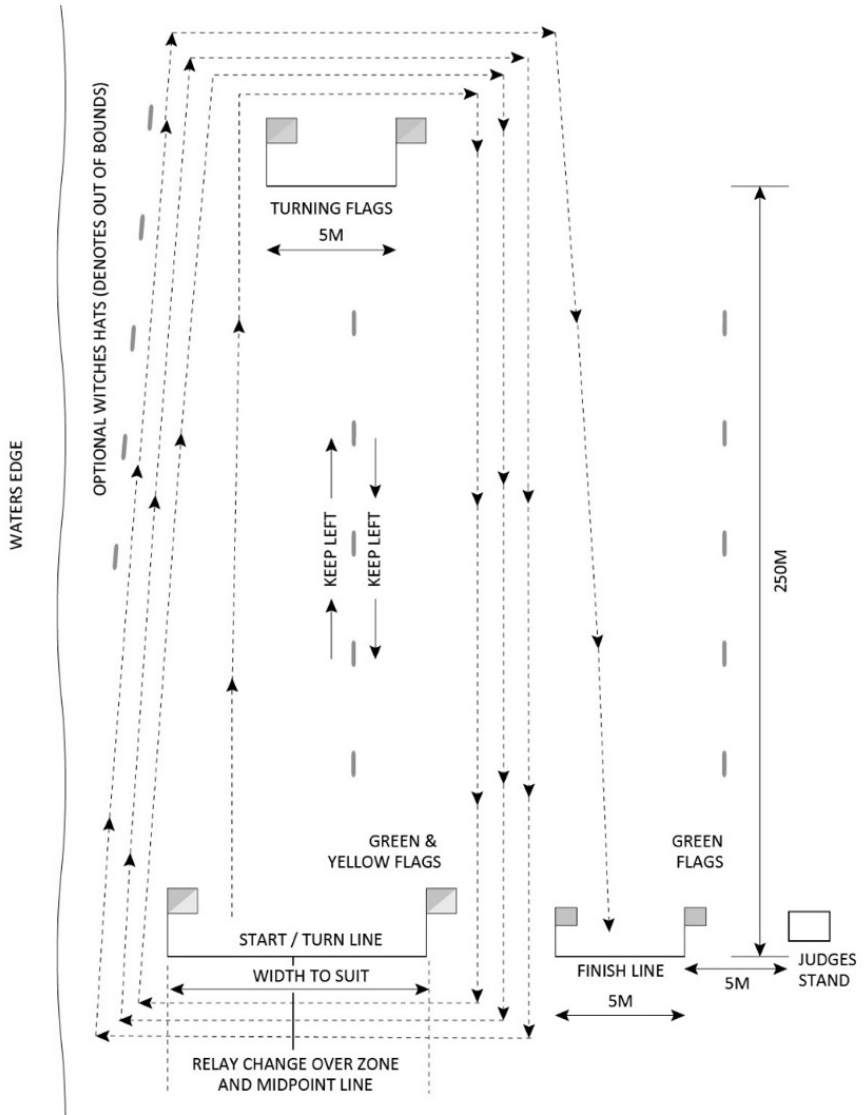 WATERS EDGE
OPTIONAL WITCHES HATS (DENOTES OUT OF BOUNDS)
TURNING FLAGS
5M
KEEP LEFT
KEEP LEFT
250M
GREEN &
YELLOW FLAGS
GREEN
FLAGS
START / TURN LINE
WIDTH TO SUIT
FINISH LINE
5M
5M
JUDGES
STAND
RELAY CHANGE OVER ZONE
AND MIDPOINT LINE